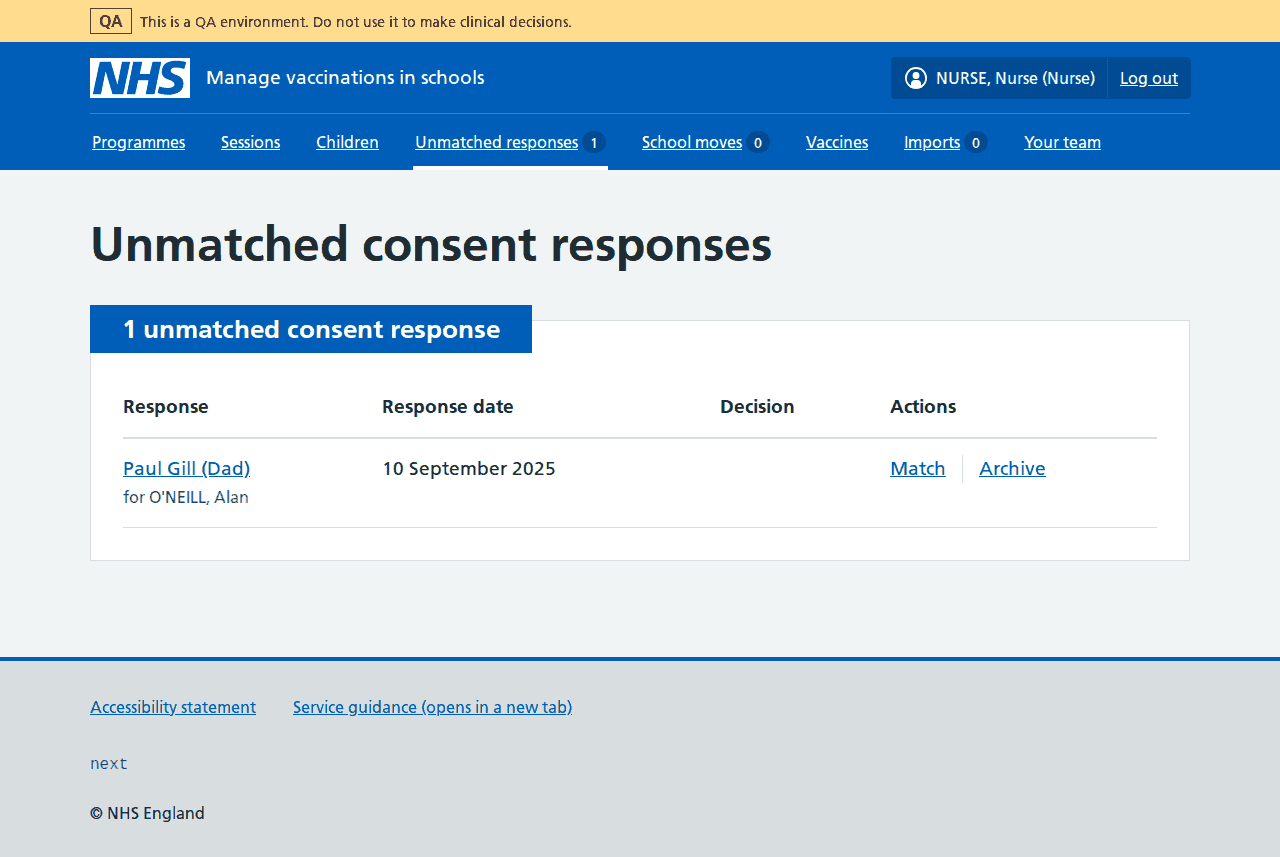 QA This is a QA environment. Do not use it to make clinical decisions.
NHS Manage vaccinations in schools NURSE, Nurse (Nurse) Log out
Programmes Sessions Children Unmatched responses 1 School moves 0 Vaccines Imports 0 Your team
Unmatched consent responses
1 unmatched consent response
Response Response date Decision Actions
Paul Gill (Dad) 10 September 2025 Match Archive
for O'NEILL, Alan
Accessibility statement Service guidance (opens in a new tab)
next
© NHS England